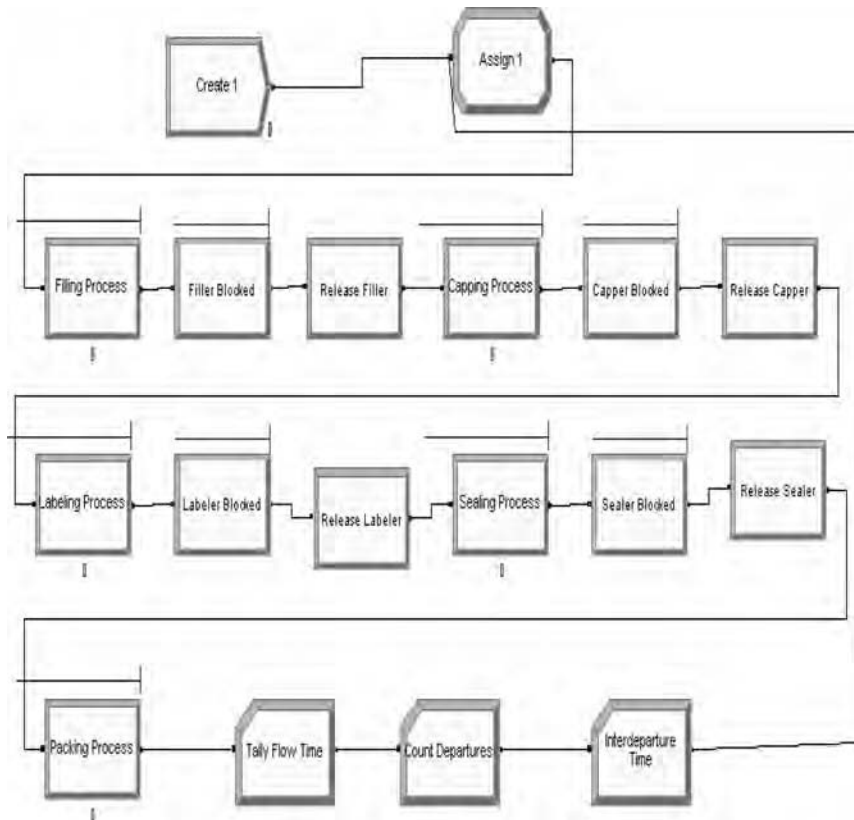 Create 1
Assign 1
Filling Process
Filler Blocked
Release Filler
Capping Process
Capper Blocked
Release Capper
Labeling Process
Labeler Blocked
Release Labeler
Sealing Process
Sealer Blocked
Release Sealer
Packing Process
Tally Flow Time
Count Departures
Interdeparture
Time